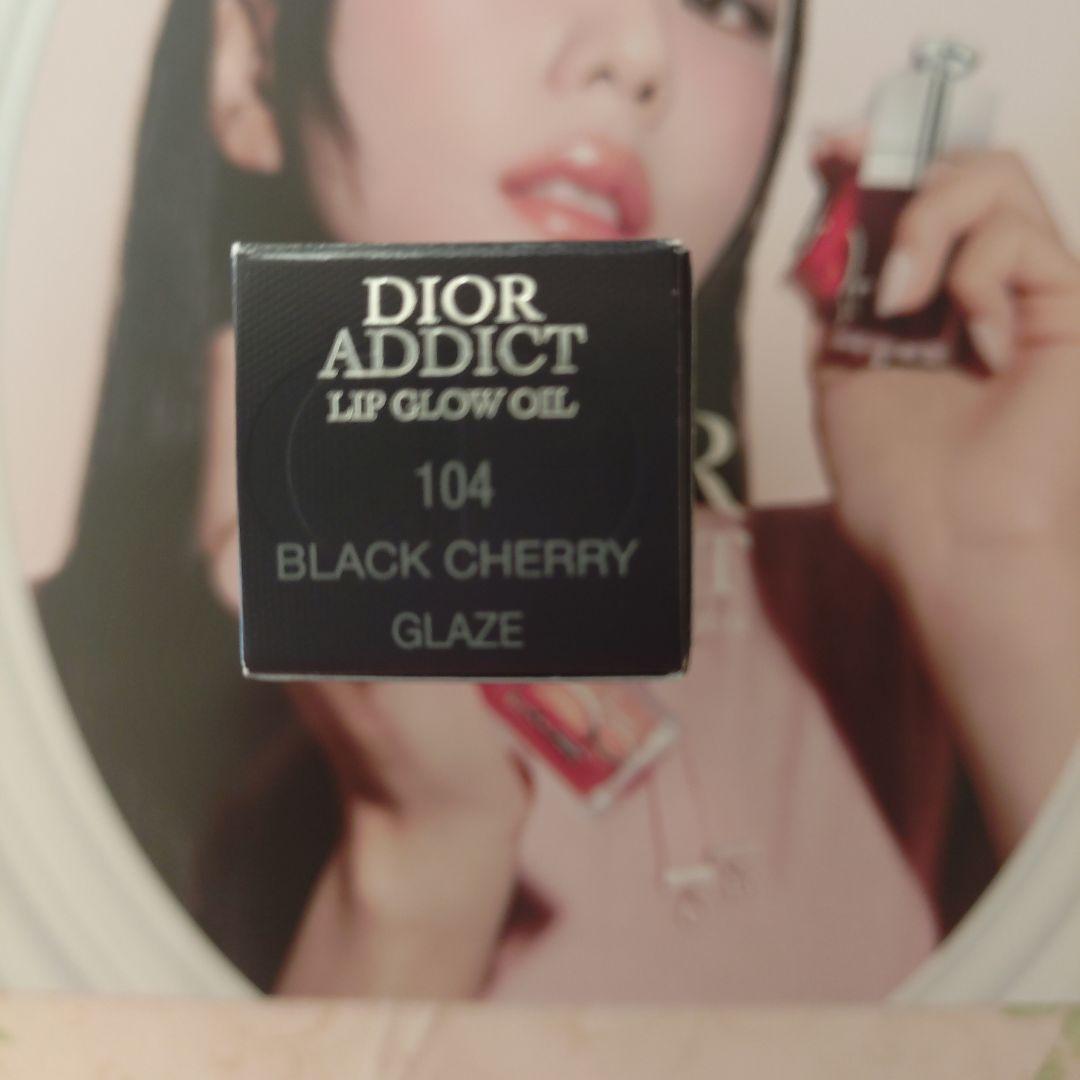 DIOR
ADDICT
LIP GLOW OIL
104
BLACK CHERRY
GLAZE